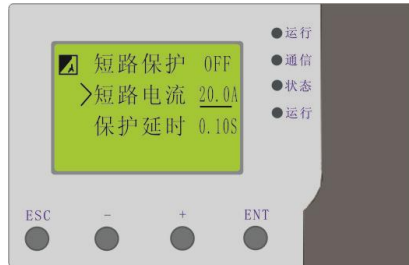 短路保护 OFF
>短路电流 20.0A
保护延时 0.10S
运行
通信
状态
运行
ESC - + ENT